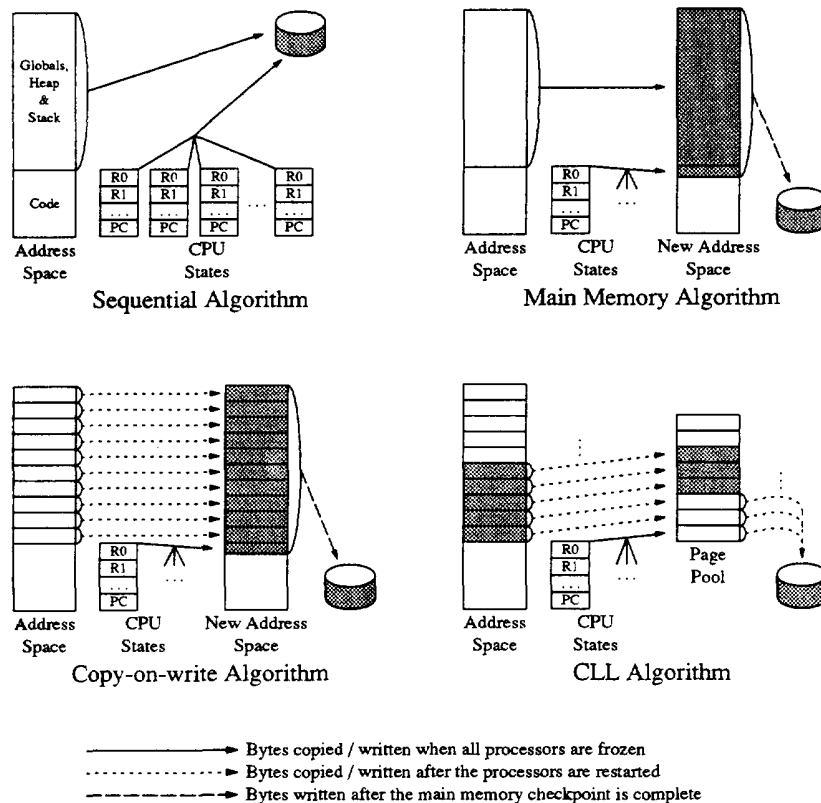 Globals,
Heap
&
Stack
Code
R0 R0 R0 R0
R1 R1 R1 R1
.... .... .... .... ...
PC PC PC PC
Address
Space
CPU
States
Sequential Algorithm
R0
R1
....
PC
...
Address
Space
CPU
States
New Address
Space
Main Memory Algorithm
R0
R1
....
PC
...
Address
Space
CPU
States
New Address
Space
Copy-on-write Algorithm
R0
R1
....
PC
...
Address
Space
CPU
States
Page
Pool
CLL Algorithm
Bytes copied / written when all processors are frozen
Bytes copied / written after the processors are restarted
Bytes written after the main memory checkpoint is complete